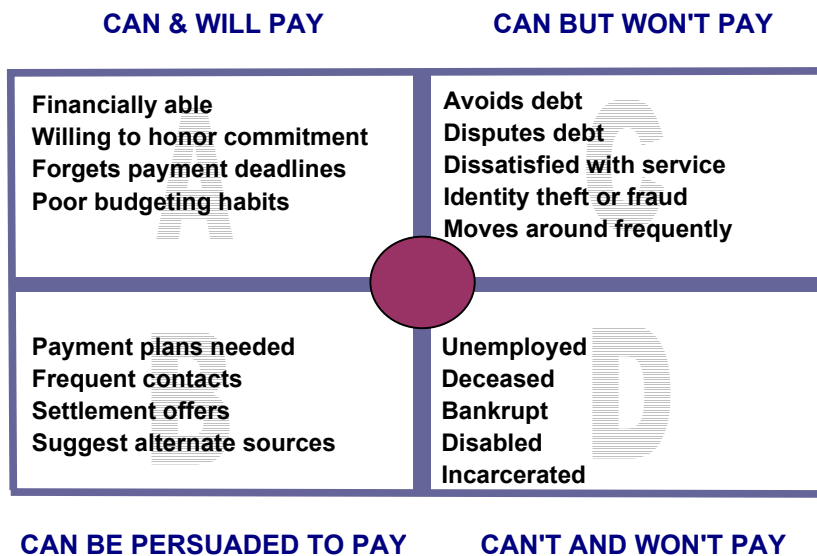 CAN & WILL PAY
CAN BUT WON'T PAY
A
Financially able
Willing to honor commitment
Forgets payment deadlines
Poor budgeting habits
C
Avoids debt
Disputes debt
Dissatisfied with service
Identity theft or fraud
Moves around frequently
B
Payment plans needed
Frequent contacts
Settlement offers
Suggest alternate sources
D
Unemployed
Deceased
Bankrupt
Disabled
Incarcerated
CAN BE PERSUADED TO PAY
CAN'T AND WON'T PAY